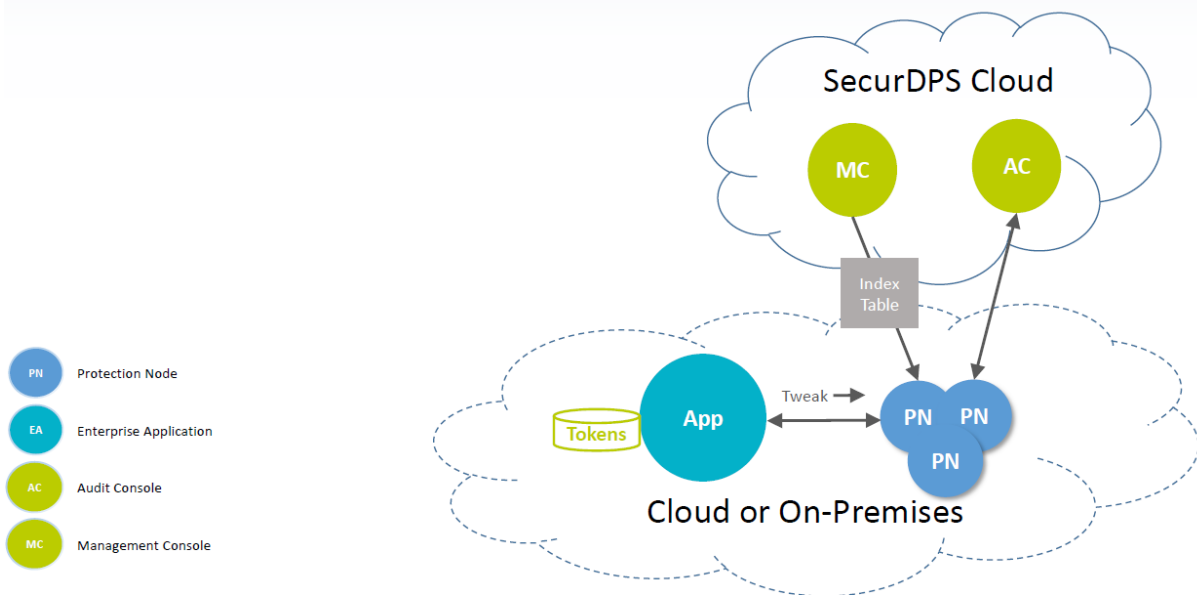 SecurDPS Cloud
MC
AC
Index
Table
Tweak
App
Tokens
PN
PN
PN
Cloud or On-Premises
PN
Protection Node
EA
Enterprise Application
AC
Audit Console
MC
Management Console